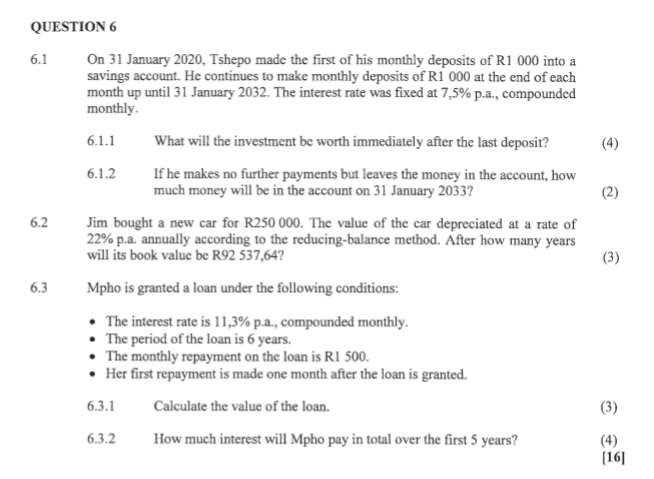 QUESTION 6
6.1 On 31 January 2020, Tshepo made the first of his monthly deposits of R1 000 into a
savings account. He continues to make monthly deposits of R1 000 at the end of each
month up until 31 January 2032. The interest rate was fixed at 7,5% p.a., compounded
monthly.
6.1.1 What will the investment be worth immediately after the last deposit? (4)
6.1.2 If he makes no further payments but leaves the money in the account, how
much money will be in the account on 31 January 2033? (2)
6.2 Jim bought a new car for R250 000. The value of the car depreciated at a rate of
22% p.a. annually according to the reducing-balance method. After how many years
will its book value be R92 537,64? (3)
6.3 Mpho is granted a loan under the following conditions:
• The interest rate is 11,3% p.a., compounded monthly.
• The period of the loan is 6 years.
• The monthly repayment on the loan is R1 500.
• Her first repayment is made one month after the loan is granted.
6.3.1 Calculate the value of the loan. (3)
6.3.2 How much interest will Mpho pay in total over the first 5 years? (4)
[16]